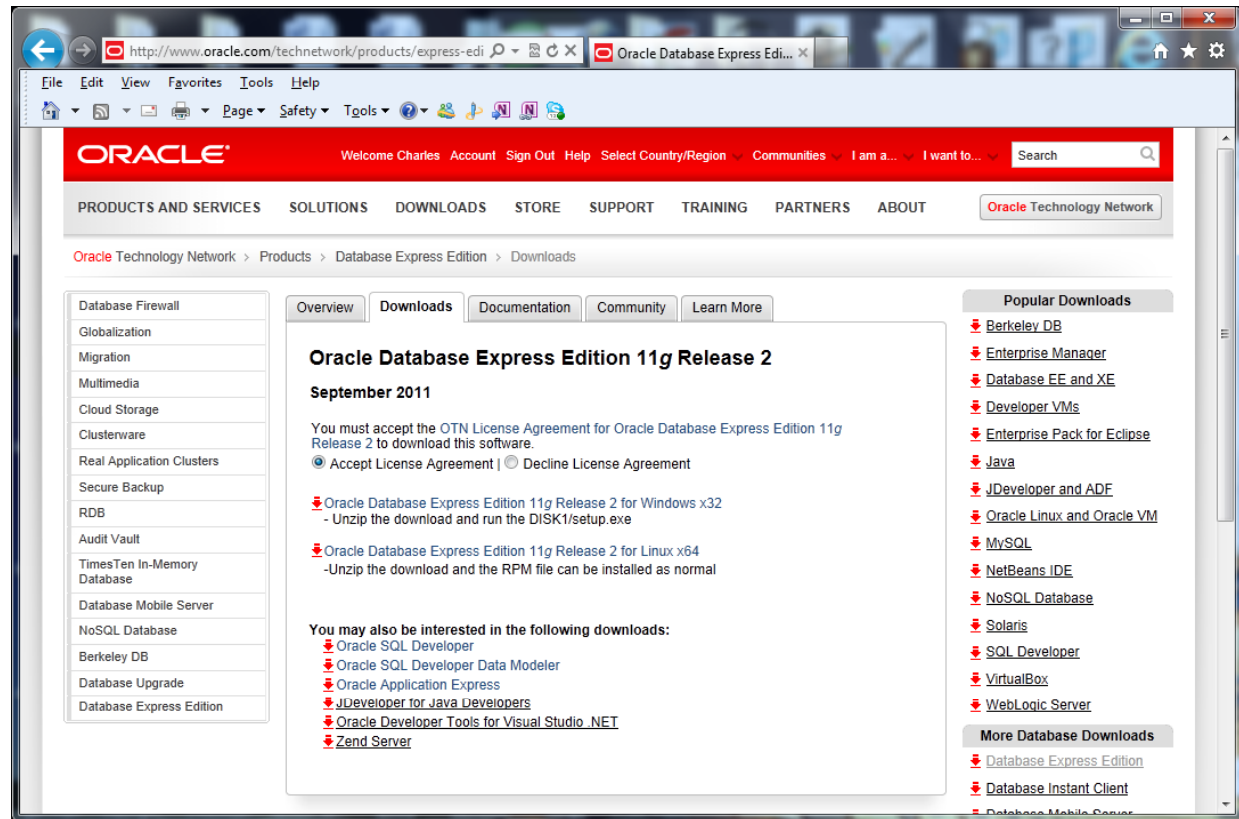 http://www.oracle.com/technetwork/products/express-edi
Oracle Database Express Edi...
File Edit View Favorites Tools Help
Page Safety Tools
ORACLE
Welcome Charles Account Sign Out Help Select Country/Region Communities I am a... I want to... Search
PRODUCTS AND SERVICES SOLUTIONS DOWNLOADS STORE SUPPORT TRAINING PARTNERS ABOUT Oracle Technology Network
Oracle Technology Network > Products > Database Express Edition > Downloads
Database Firewall
Globalization
Migration
Multimedia
Cloud Storage
Clusterware
Real Application Clusters
Secure Backup
RDB
Audit Vault
TimesTen In-Memory
Database
Database Mobile Server
NoSQL Database
Berkeley DB
Database Upgrade
Database Express Edition
Overview Downloads Documentation Community Learn More
Oracle Database Express Edition 11g Release 2
September 2011
You must accept the OTN License Agreement for Oracle Database Express Edition 11g
Release 2 to download this software.
Accept License Agreement | Decline License Agreement
Oracle Database Express Edition 11g Release 2 for Windows x32
- Unzip the download and run the DISK1/setup.exe
Oracle Database Express Edition 11g Release 2 for Linux x64
-Unzip the download and the RPM file can be installed as normal
You may also be interested in the following downloads:
Oracle SQL Developer
Oracle SQL Developer Data Modeler
Oracle Application Express
JDeveloper for Java Developers
Oracle Developer Tools for Visual Studio .NET
Zend Server
Popular Downloads
Berkeley DB
Enterprise Manager
Database EE and XE
Developer VMs
Enterprise Pack for Eclipse
Java
JDeveloper and ADF
Oracle Linux and Oracle VM
MySQL
NetBeans IDE
NoSQL Database
Solaris
SQL Developer
VirtualBox
WebLogic Server
More Database Downloads
Database Express Edition
Database Instant Client
Database Mobile Server